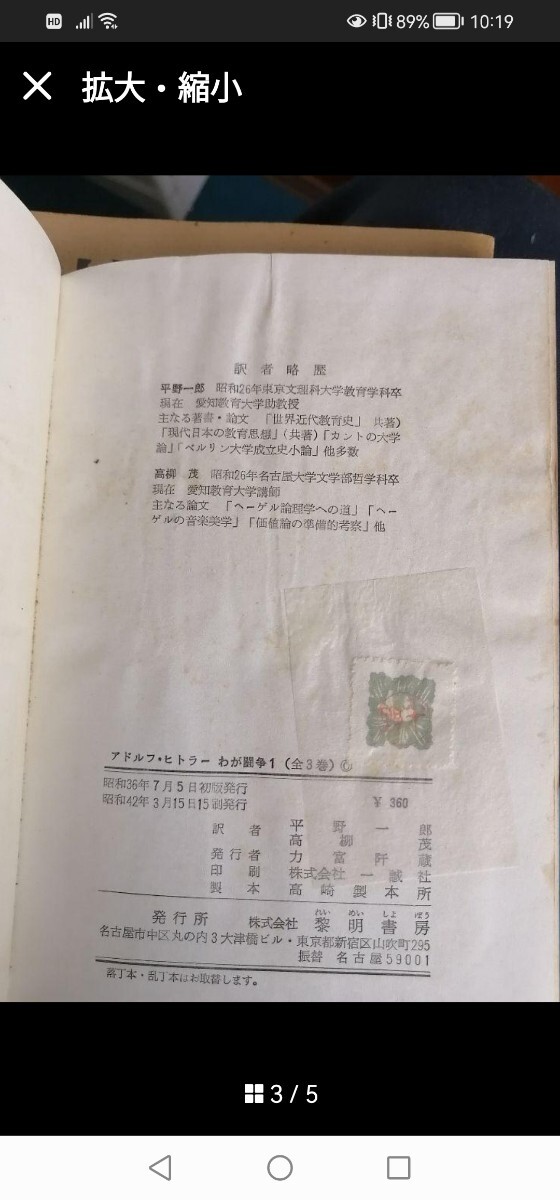 HD
89%
10:19
拡大・縮小
訳者略歴
平野一郎 昭和26年東京文理科大学教育学科卒
現在 愛知教育大学助教授
主なる著書・論文 「世界近代教育史」 共著)
「現代日本の教育思想」(共著)「カントの大学
論」「ベルリン大学成立史小論」他多数
高柳 茂 昭和26年名古屋大学文学部哲学科卒
現在 愛知教育大学講師
主なる論文 「ヘーゲル論理学への道」「ヘー
ゲルの音楽美学」「価値論の準備的考察」他
アドルフ・ヒトラー わが闘争1(全3巻)Ⓒ
昭和36年7月5日初版発行
昭和42年3月15日15刷発行 ¥360
訳者 平野一郎
高柳茂
発行者 力富阡蔵
印刷 株式会社一誠社
製本 高崎製本所
れいめいしょぼう
発行所 株式会社 黎明書房
名古屋市中区丸の内3大津橋ビル・東京都新宿区山吹町295
振替 名古屋59001
落丁本・乱丁本はお取替します。
3 / 5